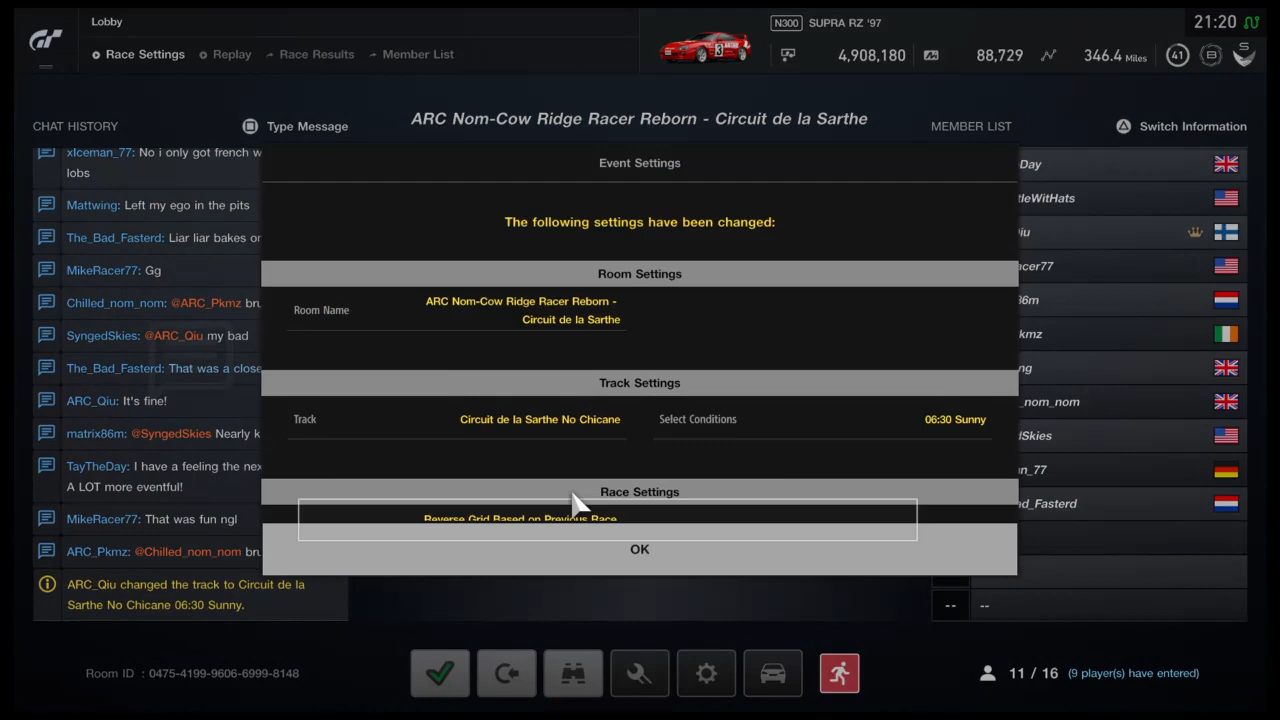 Lobby
Race Settings
Replay
Race Results
Member List
N300
SUPRA RZ '97
4,908,180
88,729
346.4 Miles
41
B
S
21:20
CHAT HISTORY
Type Message
ARC Nom-Cow Ridge Racer Reborn - Circuit de la Sarthe
MEMBER LIST
Switch Information
xIceman_77: No i only got french w
lobs
Mattwing: Left my ego in the pits
The_Bad_Fasterd: Liar liar bakes on
MikeRacer77: Gg
Chilled_nom_nom: @ARC_Pkmz bru
SyngedSkies: @ARC_Qiu my bad
The_Bad_Fasterd: That was a close
ARC_Qiu: It's fine!
matrix86m: @SyngedSkies Nearly k
TayTheDay: I have a feeling the nex
A LOT more eventful!
MikeRacer77: That was fun ngl
ARC_Pkmz: @Chilled_nom_nom bru
ARC_Qiu changed the track to Circuit de la
Sarthe No Chicane 06:30 Sunny.
Event Settings
The following settings have been changed:
Room Settings
Room Name
ARC Nom-Cow Ridge Racer Reborn -
Circuit de la Sarthe
Track Settings
Track
Circuit de la Sarthe No Chicane
Select Conditions
06:30 Sunny
Race Settings
Reverse Grid Based on Previous Race
OK
Day
tleWithHats
iu
acer77
86m
kmz
ng
_nom_nom
Skies
n_77
d_Fasterd
--
--
Room ID : 0475-4199-9606-6999-8148
11 / 16
(9 player(s) have entered)